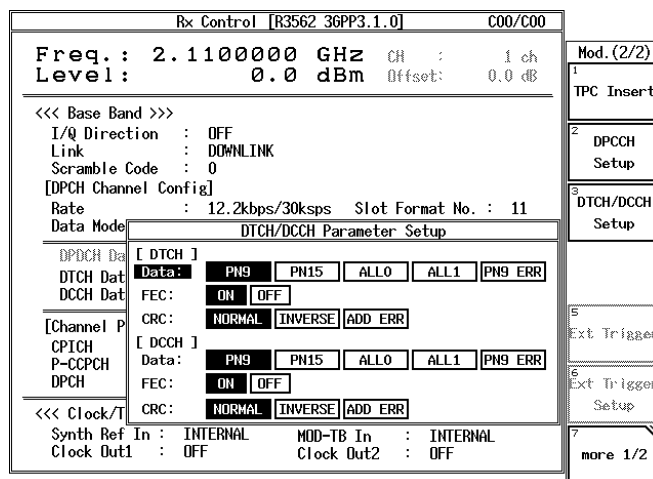 Rx Control [R3562 3GPP3.1.0] C00/C00
Freq.: 2.1100000 GHz CH : 1 ch
Level: 0.0 dBm Offset: 0.0 dB
<<< Base Band >>>
I/Q Direction : OFF
Link : DOWNLINK
Scramble Code : 0
[DPCH Channel Config]
Rate : 12.2kbps/30ksps Slot Format No. : 11
Data Mode
DTCH/DCCH Parameter Setup
DPDCH Da
DTCH Dat
DCCH Dat
[Channel P
CPICH
P-CCPCH
DPCH
[ DTCH ]
Data: PN9 PN15 ALL0 ALL1 PN9 ERR
FEC: ON OFF
CRC: NORMAL INVERSE ADD ERR
[ DCCH ]
Data: PN9 PN15 ALL0 ALL1 PN9 ERR
FEC: ON OFF
CRC: NORMAL INVERSE ADD ERR
<<< Clock/T
Synth Ref In : INTERNAL MOD-TB In : INTERNAL
Clock Out1 : OFF Clock Out2 : OFF
Mod.(2/2)
1
TPC Insert
2
DPCCH
Setup
3
DTCH/DCCH
Setup
5
Ext Trigger
6
Ext Trigger
Setup
7
more 1/2